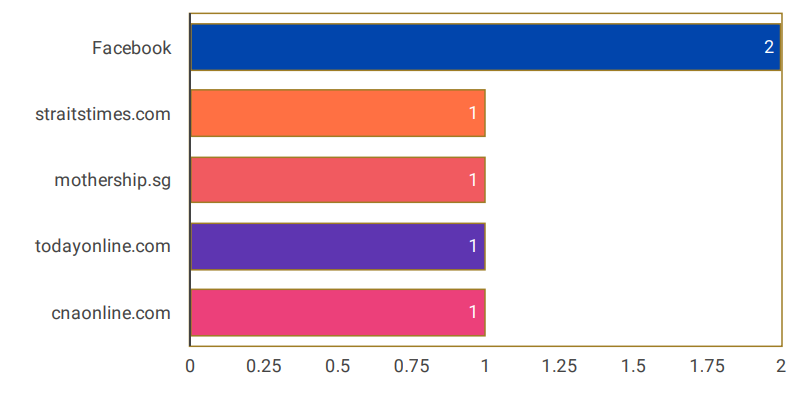 Facebook 2
straitstimes.com 1
mothership.sg 1
todayonline.com 1
cnaonline.com 1
0 0.25 0.5 0.75 1 1.25 1.5 1.75 2